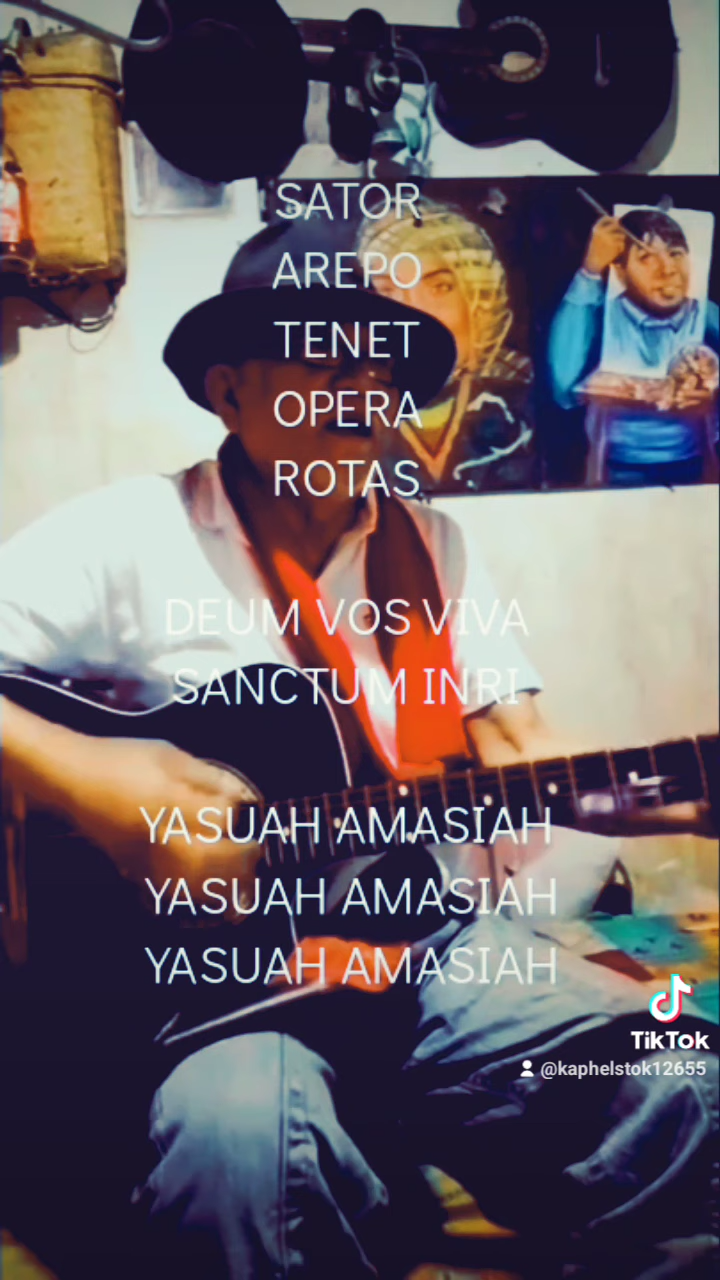 SATOR
AREPO
TENET
OPERA
ROTAS
DEUM VOS VIVA
SANCTUM INRI
YASUAH AMASIAH
YASUAH AMASIAH
YASUAH AMASIAH
TikTok
@kaphelstok12655